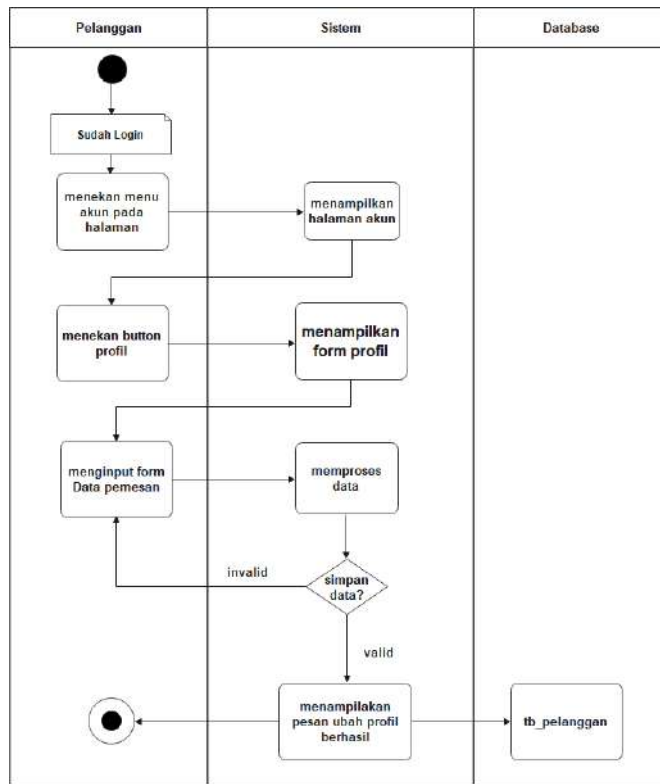 Pelanggan
Sistem
Database
Sudah Login
menekan menu
akun pada
halaman
menampilkan
halaman akun
menekan button
profil
menampilkan
form profil
menginput form
Data pemesan
memproses
data
invalid
simpan
data?
valid
menampilakan
pesan ubah profil
berhasil
tb_pelanggan